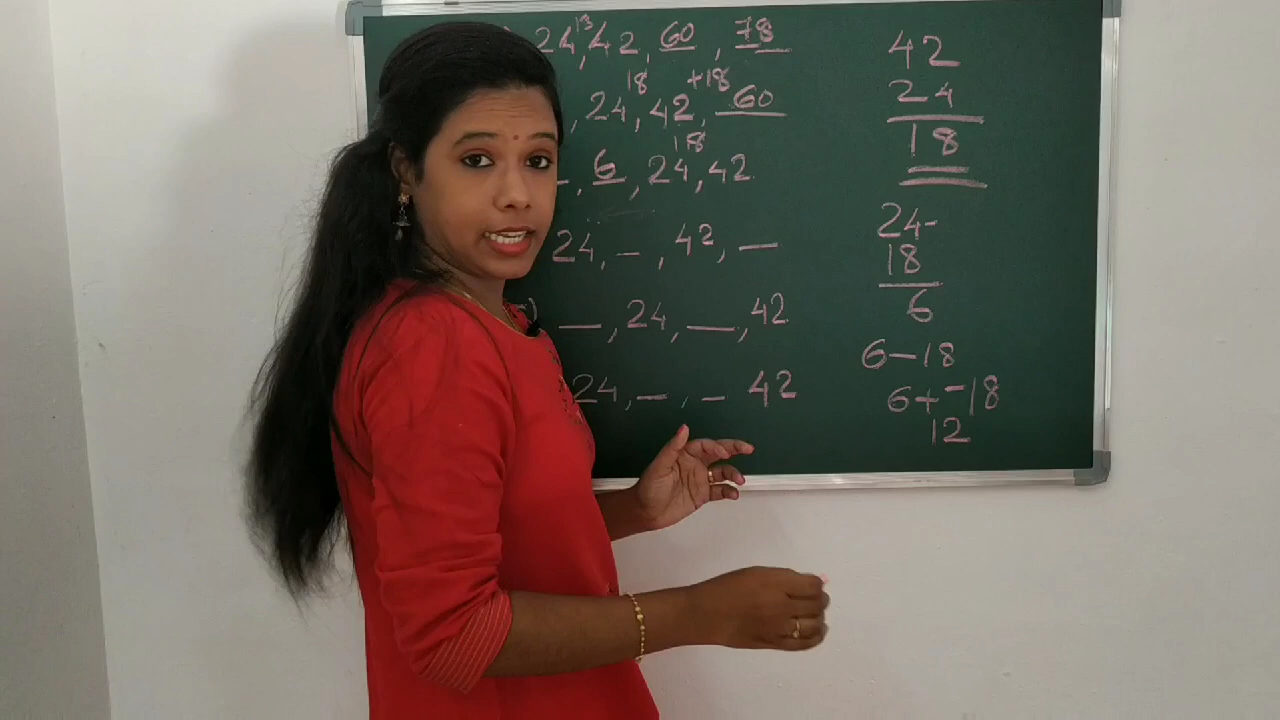 24, 42, 60, 78
18 +18
, 24, 42, 60
18
, 6, 24, 42
24, _, 42, _
) _, 24, _, 42
24, _, _ 42
42
24
18
24-
18
6
6-18
6+-18
12